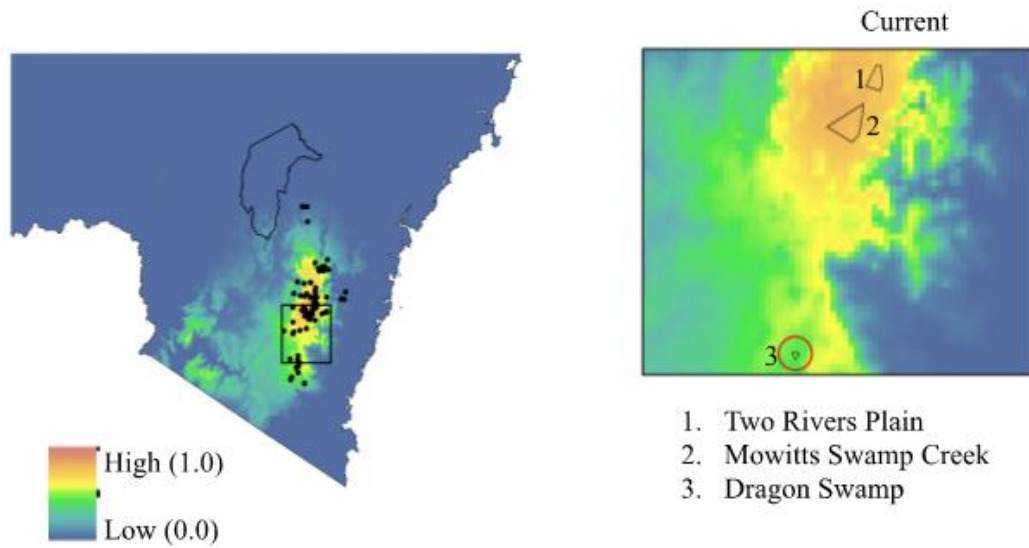 Current
1
2
3
High (1.0)
Low (0.0)
1. Two Rivers Plain
2. Mowitts Swamp Creek
3. Dragon Swamp